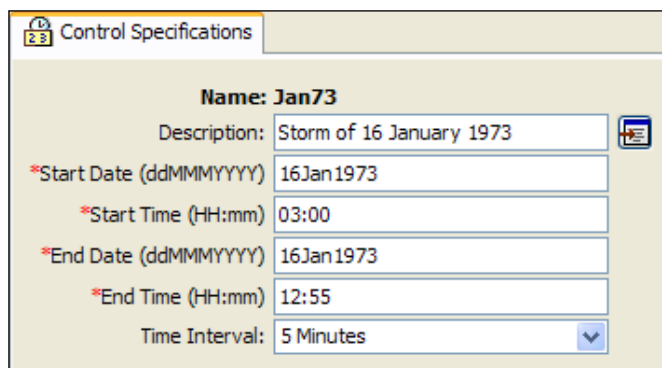 Control Specifications
Name: Jan73
Description: Storm of 16 January 1973
*Start Date (ddMMMYYYY) 16Jan1973
*Start Time (HH:mm) 03:00
*End Date (ddMMMYYYY) 16Jan1973
*End Time (HH:mm) 12:55
Time Interval: 5 Minutes